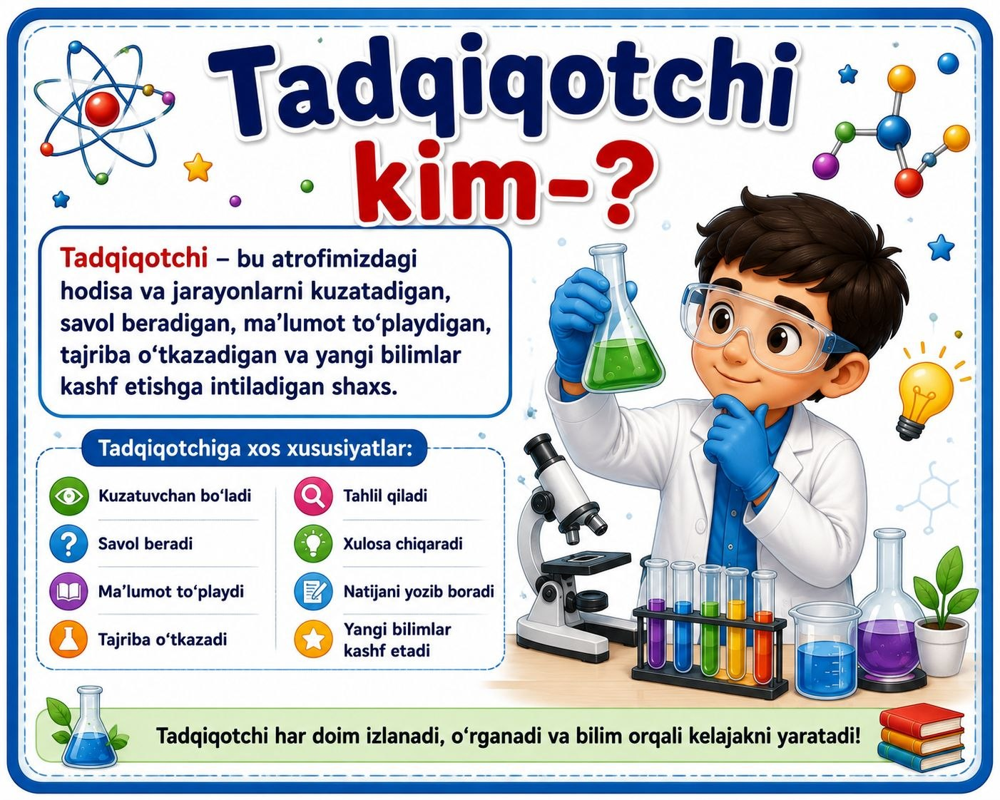 Tadqiqotchi
kim-?
Tadqiqotchi – bu atrofimizdagi
hodisa va jarayonlarni kuzatadigan,
savol beradigan, ma’lumot to‘playdigan,
tajriba o‘tkazadigan va yangi bilimlar
kashf etishga intiladigan shaxs.
Tadqiqotchiga xos xususiyatlar:
Kuzatuvchan bo‘ladi
Savol beradi
Ma’lumot to‘playdi
Tajriba o‘tkazadi
Tahlil qiladi
Xulosa chiqaradi
Natijani yozib boradi
Yangi bilimlar
kashf etadi
Tadqiqotchi har doim izlanadi, o‘rganadi va bilim orqali kelajakni yaratadi!